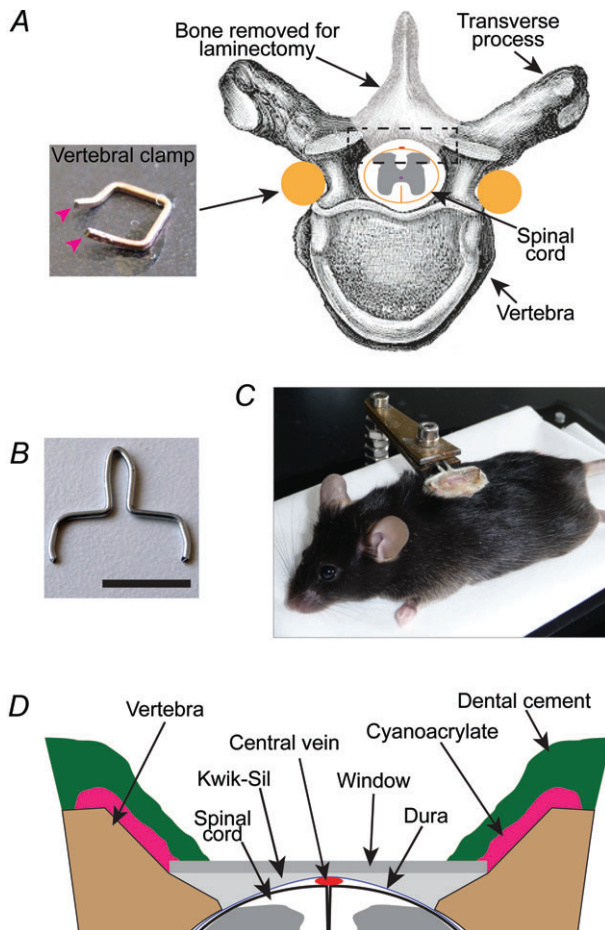 A
Bone removed for
laminectomy
Transverse
process
Vertebral clamp
Spinal
cord
Vertebra
B
C
D
Vertebra
Central vein
Kwik-Sil
Spinal
cord
Window
Dura
Cyanoacrylate
Dental cement